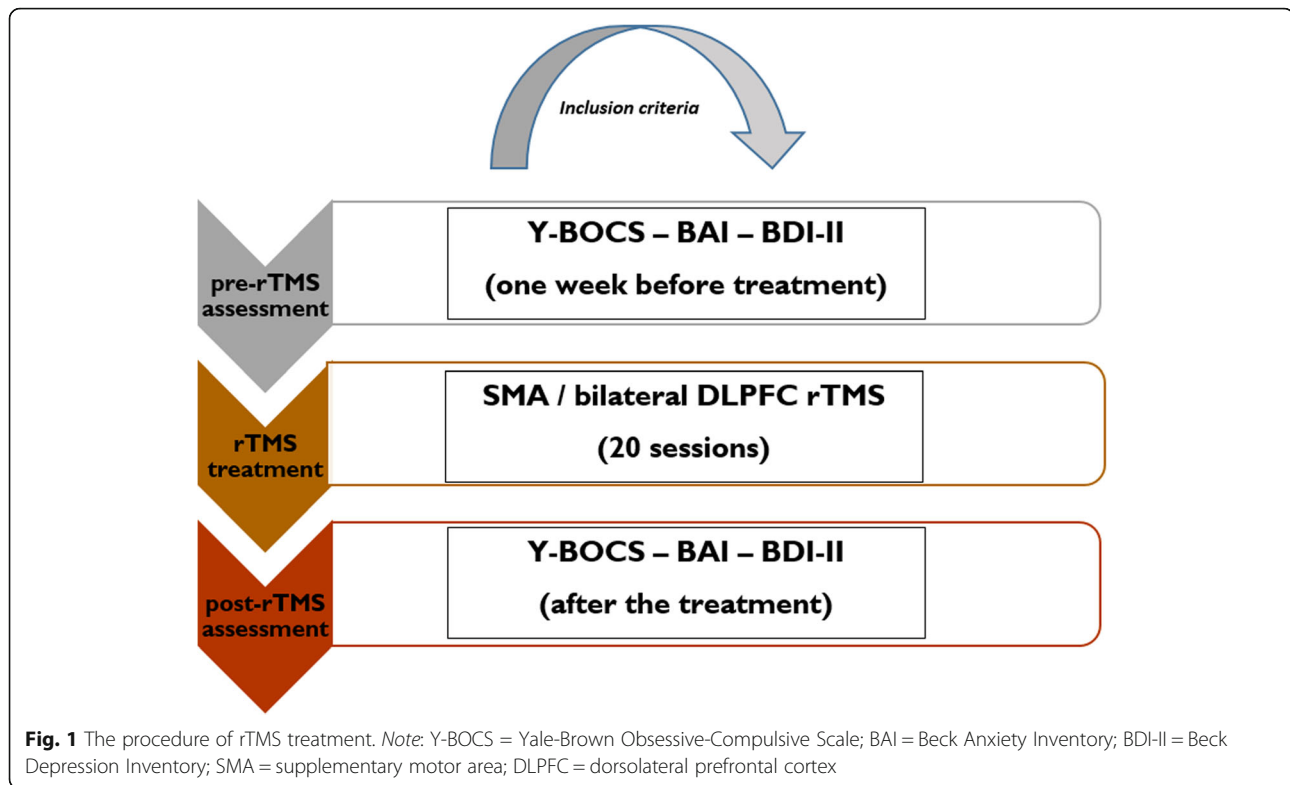 Inclusion criteria
pre-rTMS
assessment
Y-BOCS – BAI – BDI-II
(one week before treatment)
rTMS
treatment
SMA / bilateral DLPFC rTMS
(20 sessions)
post-rTMS
assessment
Y-BOCS – BAI – BDI-II
(after the treatment)
Fig. 1 The procedure of rTMS treatment. Note: Y-BOCS = Yale-Brown Obsessive-Compulsive Scale; BAI = Beck Anxiety Inventory; BDI-II = Beck
Depression Inventory; SMA = supplementary motor area; DLPFC = dorsolateral prefrontal cortex